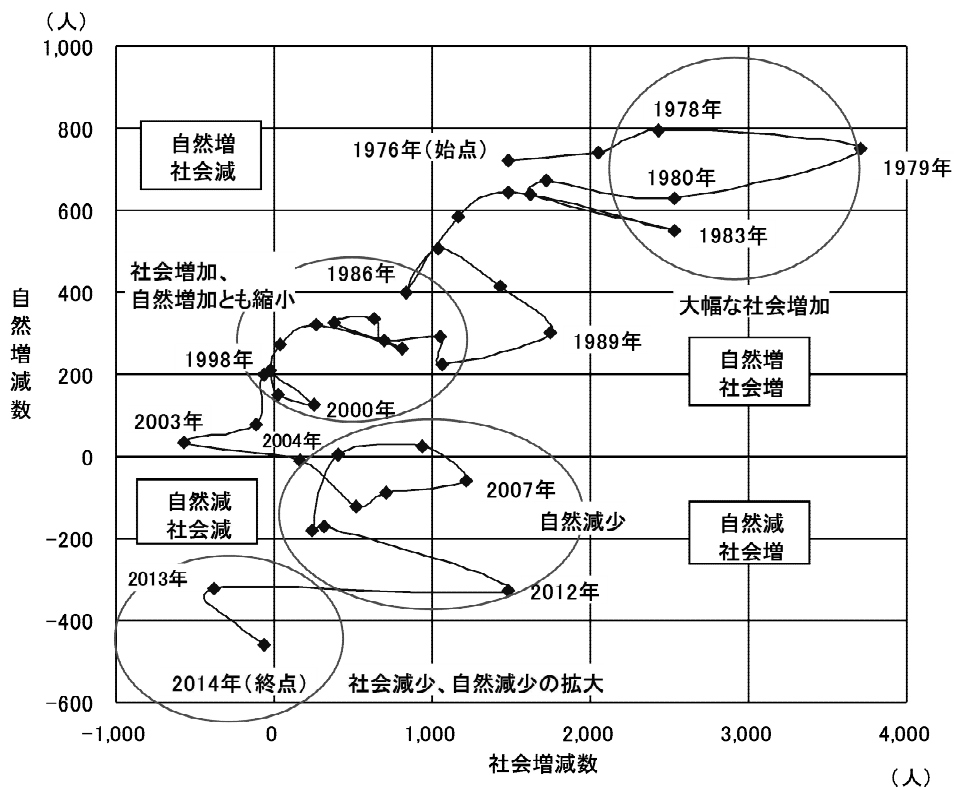 (人)
1,000
800
600
400
200
0
-200
-400
-600
-1,000
0
1,000
2,000
3,000
4,000
(人)
自然増減数
社会増減数
自然増
社会減
1976年(始点)
1978年
1979年
1980年
1983年
大幅な社会増加
社会増加、
自然増加とも縮小
1986年
1989年
自然増
社会増
1998年
2000年
2003年
2004年
自然減
社会減
2007年
自然減少
自然減
社会増
2012年
2013年
2014年(終点)
社会減少、自然減少の拡大